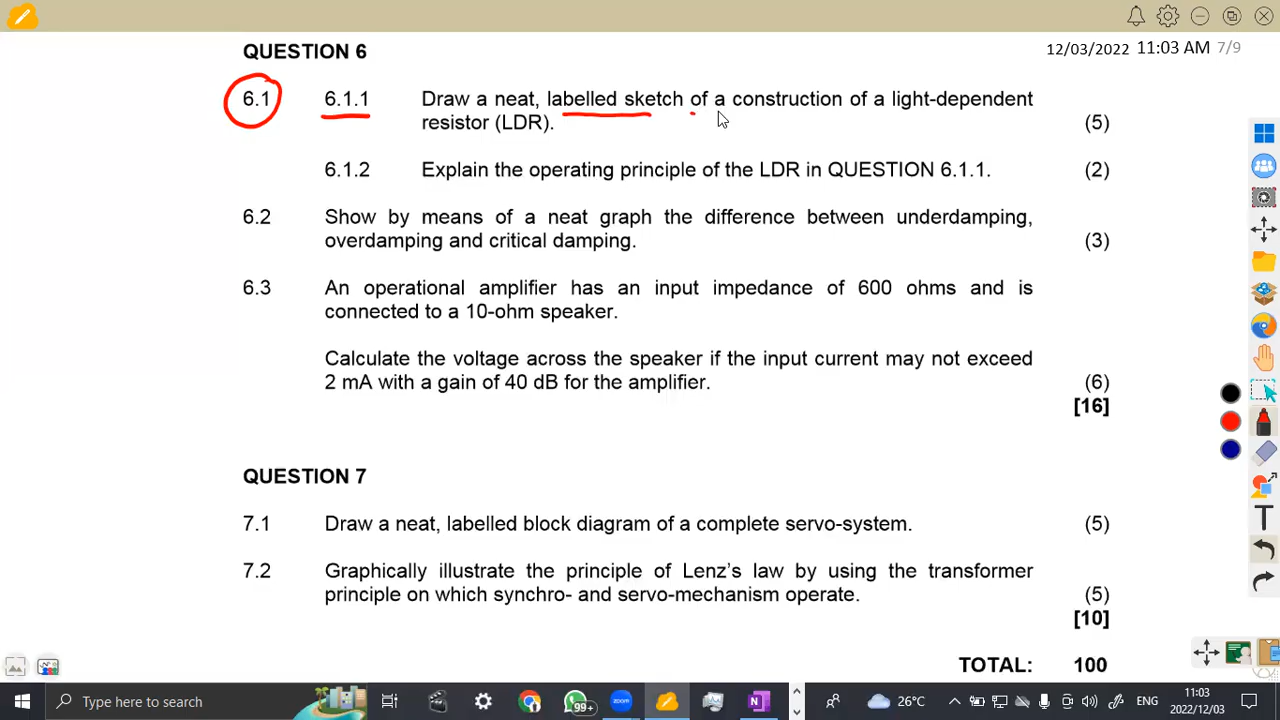 12/03/2022 11:03 AM 7/9
QUESTION 6
6.1 6.1.1 Draw a neat, labelled sketch of a construction of a light-dependent
resistor (LDR). (5)
6.1.2 Explain the operating principle of the LDR in QUESTION 6.1.1. (2)
6.2 Show by means of a neat graph the difference between underdamping,
overdamping and critical damping. (3)
6.3 An operational amplifier has an input impedance of 600 ohms and is
connected to a 10-ohm speaker.
Calculate the voltage across the speaker if the input current may not exceed
2 mA with a gain of 40 dB for the amplifier. (6)
[16]
QUESTION 7
7.1 Draw a neat, labelled block diagram of a complete servo-system. (5)
7.2 Graphically illustrate the principle of Lenz's law by using the transformer
principle on which synchro- and servo-mechanism operate. (5)
[10]
TOTAL: 100
T
Type here to search
zoom
99+
N
26°C
ENG
11:03
2022/12/03